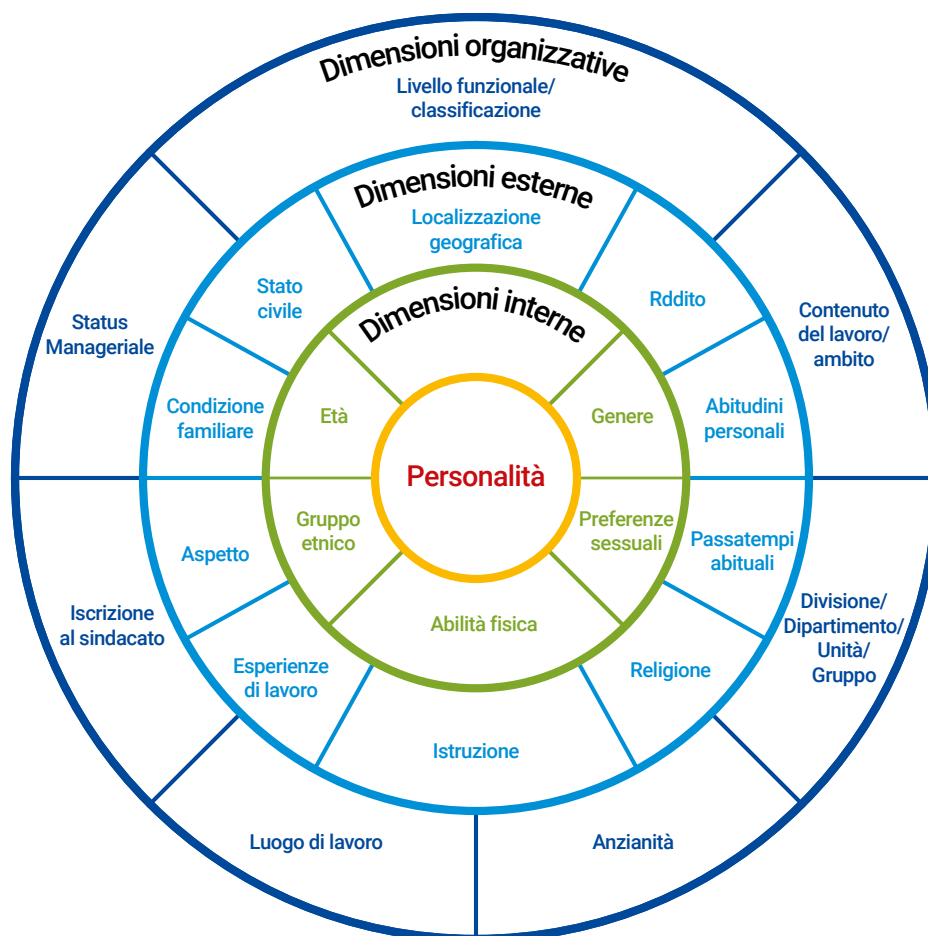 Dimensioni organizzative
Livello funzionale/
classificazione
Contenuto
del lavoro/
ambito
Divisione/
Dipartimento/
Unità/
Gruppo
Anzianità
Luogo di lavoro
Iscrizione
al sindacato
Status
Manageriale
Dimensioni esterne
Localizzazione
geografica
Rddito
Abitudini
personali
Passatempi
abituali
Religione
Istruzione
Esperienze
di lavoro
Aspetto
Condizione
familiare
Stato
civile
Dimensioni interne
Genere
Preferenze
sessuali
Abilità fisica
Gruppo
etnico
Età
Personalità